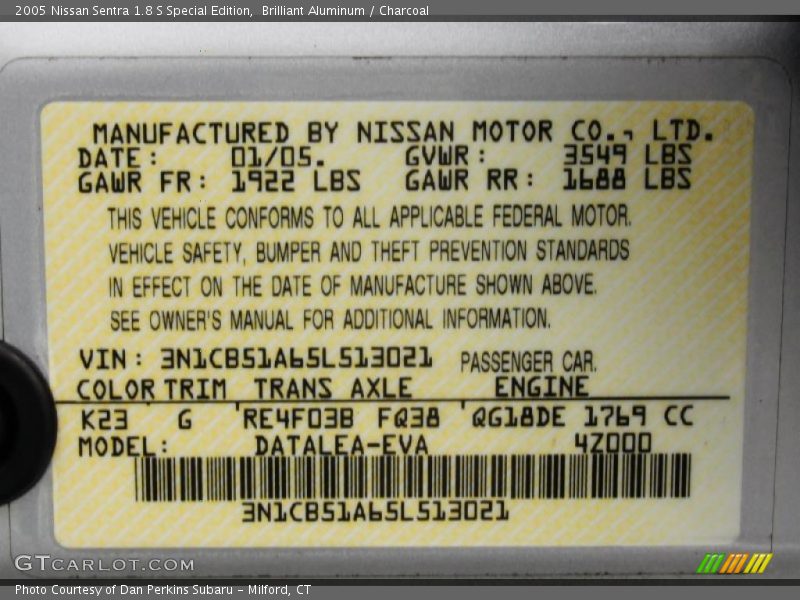 2005 Nissan Sentra 1.8 S Special Edition, Brilliant Aluminum / Charcoal
MANUFACTURED BY NISSAN MOTOR CO., LTD.
DATE: 01/05. GVWR: 3549 LBS
GAWR FR: 1922 LBS GAWR RR: 1688 LBS
THIS VEHICLE CONFORMS TO ALL APPLICABLE FEDERAL MOTOR.
VEHICLE SAFETY, BUMPER AND THEFT PREVENTION STANDARDS
IN EFFECT ON THE DATE OF MANUFACTURE SHOWN ABOVE.
SEE OWNER'S MANUAL FOR ADDITIONAL INFORMATION.
VIN: 3N1CB51A65L513021 PASSENGER CAR.
COLOR TRIM TRANS AXLE ENGINE
K23 G RE4F03B FQ38 QG18DE 1769 CC
MODEL: DATALEA-EVA 4Z000
3N1CB51A65L513021
GTCARLOT.COM
Photo Courtesy of Dan Perkins Subaru - Milford, CT